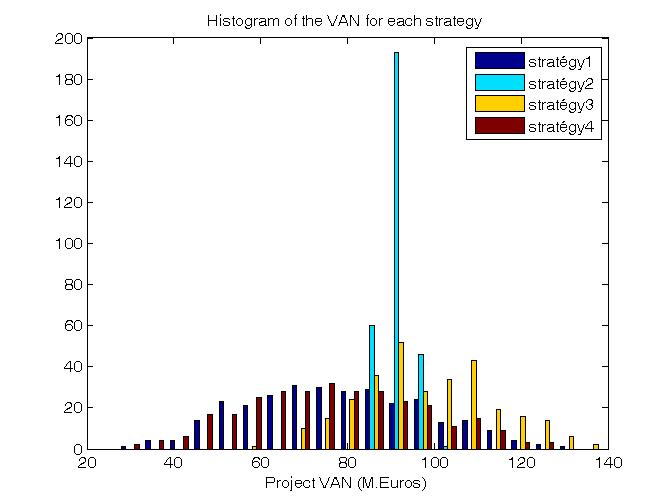 Histogram of the VAN for each strategy
200
180
160
140
120
100
80
60
40
20
0
stratégy1
stratégy2
stratégy3
stratégy4
20 40 60 80 100 120 140
Project VAN (M.Euros)